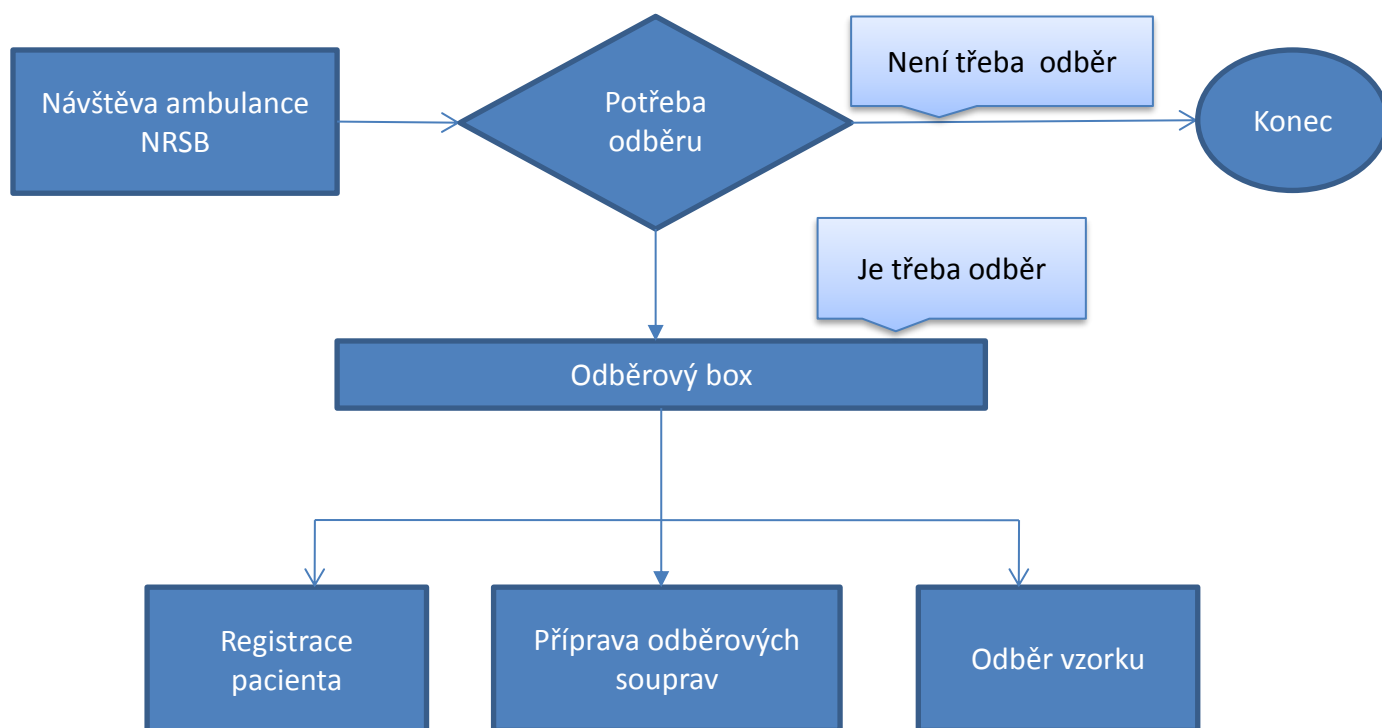 Návštěva ambulance
NRSB
Potřeba
odběru
Není třeba  odběr
Konec
Je třeba odběr
Odběrový box
Registrace
pacienta
Příprava odběrových
souprav
Odběr vzorku